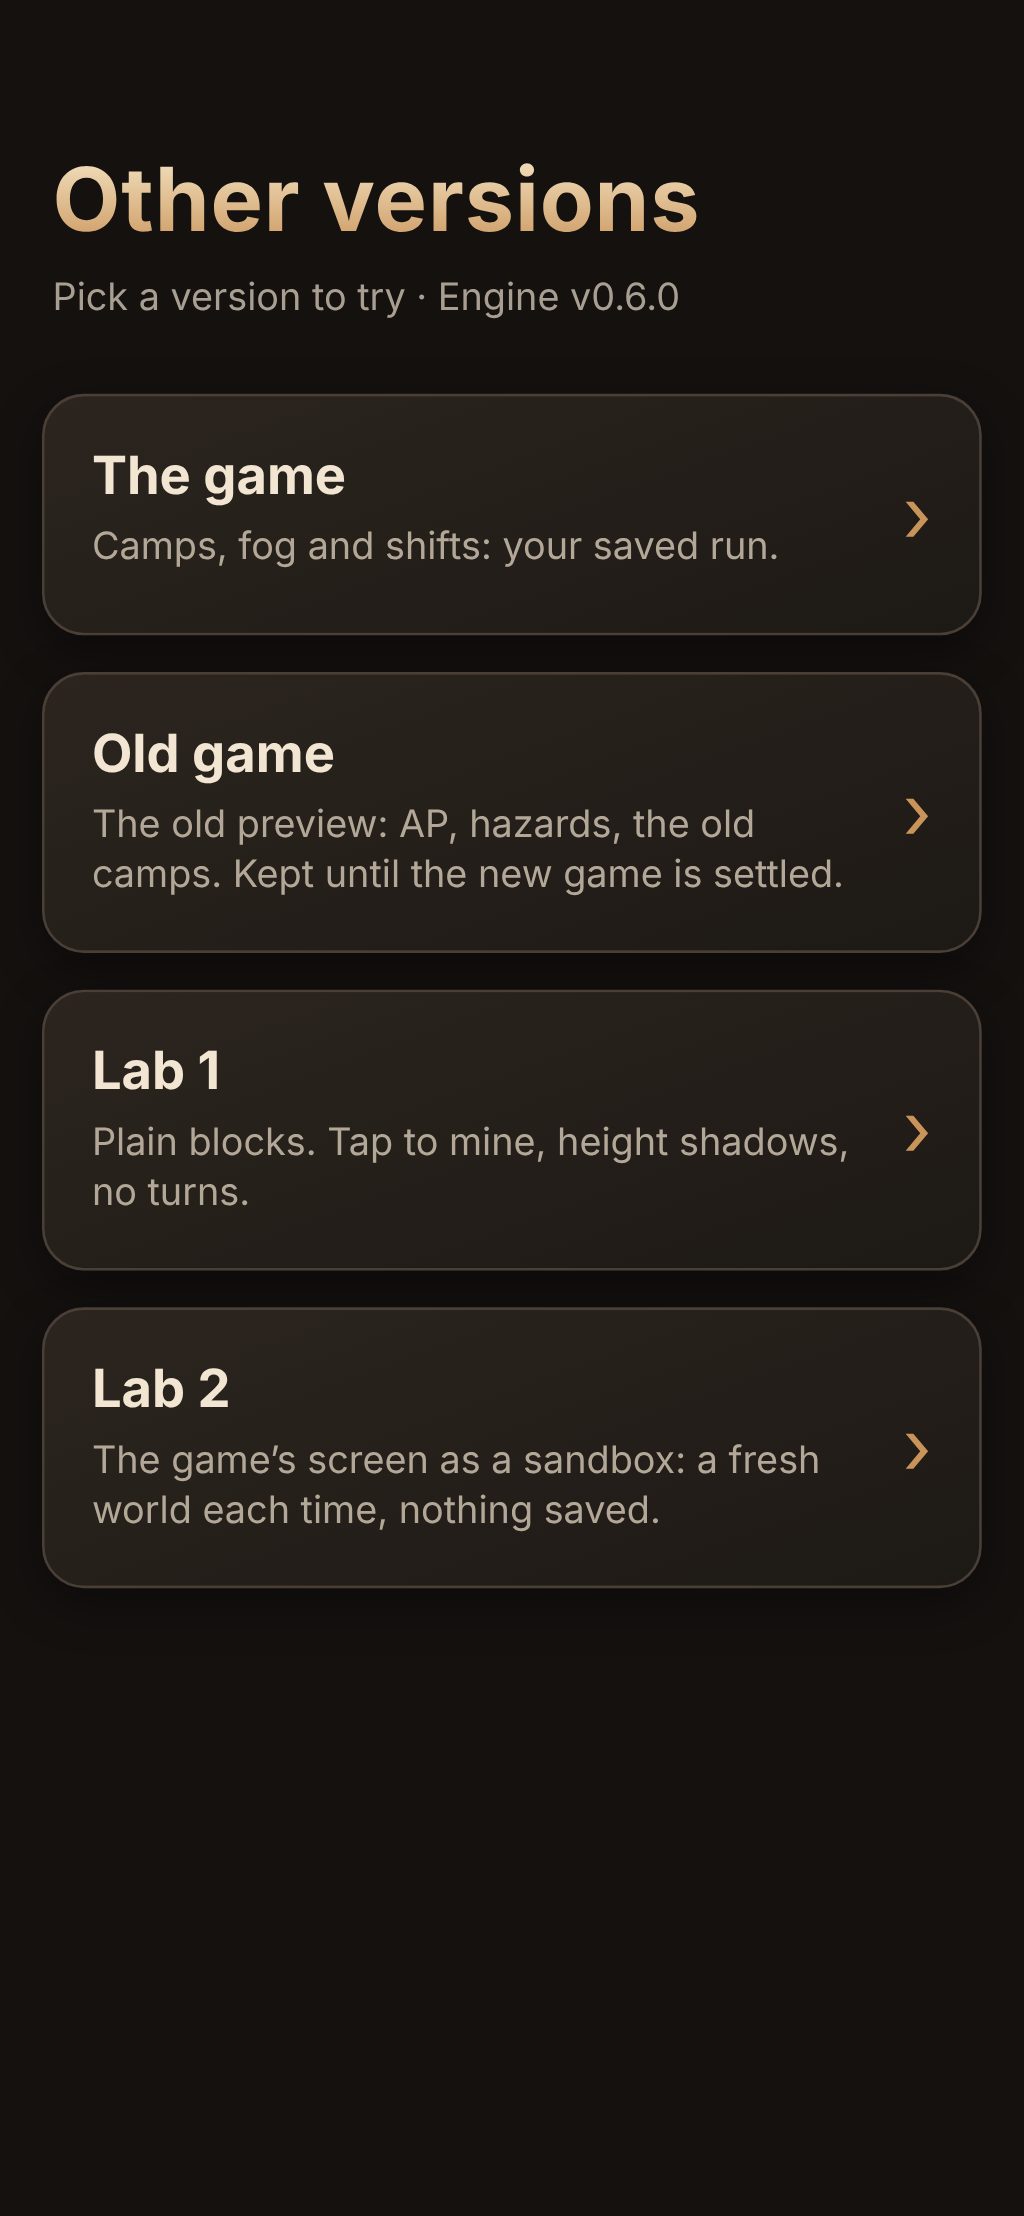 Other versions
Pick a version to try · Engine v0.6.0
The game
Camps, fog and shifts: your saved run.
Old game
The old preview: AP, hazards, the old
camps. Kept until the new game is settled.
Lab 1
Plain blocks. Tap to mine, height shadows,
no turns.
Lab 2
The game’s screen as a sandbox: a fresh
world each time, nothing saved.